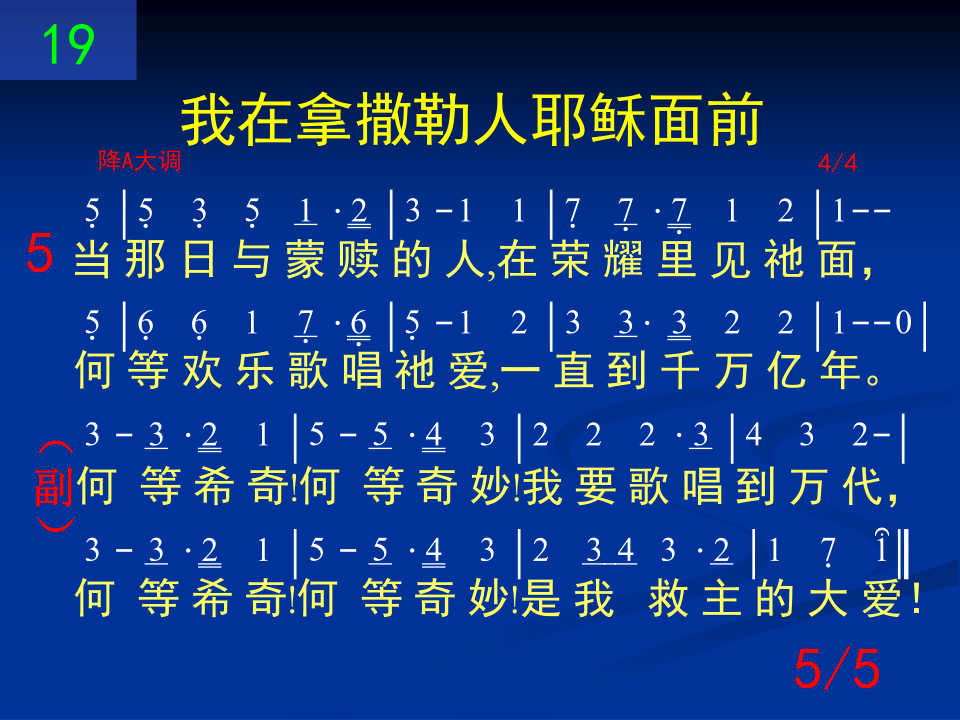 19
我在拿撒勒人耶稣面前
降A大调 4/4
5̣ | 5̣ 3̣ 5̣ 1 · 2 | 3 - 1 1 | 7̣ 7̣ · 7̣ 1 2 | 1 - -
5 当那日与蒙赎的人,在荣耀里见祂面,
5̣ | 6̣ 6̣ 1 7̣ · 6̣ | 5̣ - 1 2 | 3 3 · 3 2 2 | 1 - - 0 |
何等欢乐歌唱祂爱,一直到千万亿年。
3 - 3 · 2 1 | 5 - 5 · 4 3 | 2 2 2 · 3 | 4 3 2 - |
（副）何等希奇!何等奇妙!我要歌唱到万代,
3 - 3 · 2 1 | 5 - 5 · 4 3 | 2 3 4 3 · 2 | 1 7̣ 1 ‖
何等希奇!何等奇妙!是我救主的大爱!
5/5